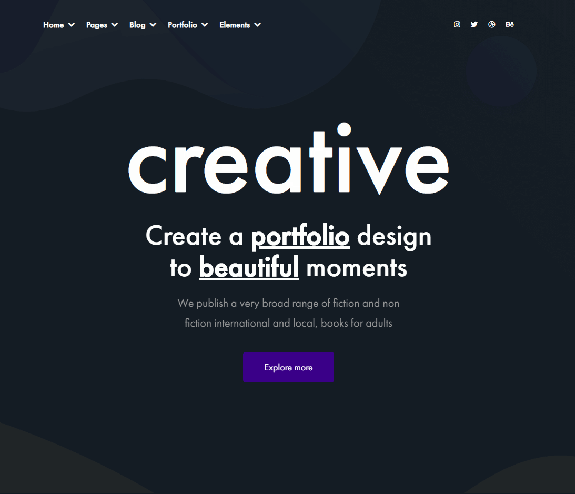 Home Pages Blog Portfolio Elements
creative
Create a portfolio design
to beautiful moments
We publish a very broad range of fiction and non
fiction international and local, books for adults
Explore more